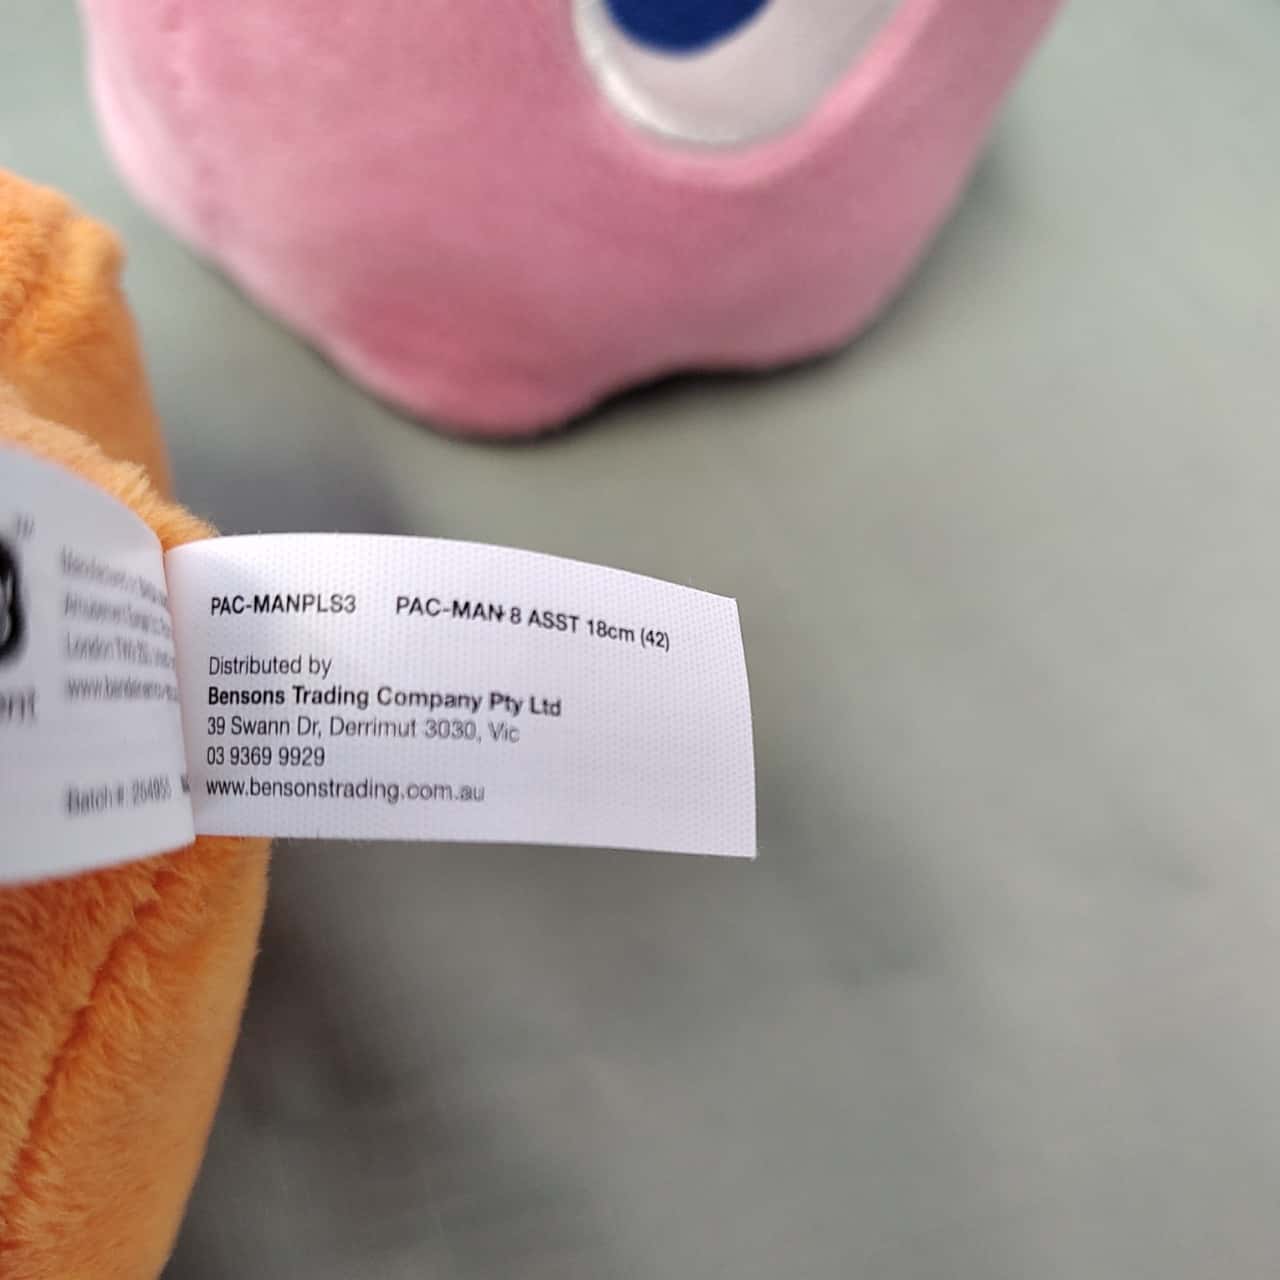 PAC-MANPLS3 PAC-MAN 8 ASST 18cm (42)
Distributed by
Bensons Trading Company Pty Ltd
39 Swann Dr, Derrimut 3030, Vic
03 9369 9929
www.bensonstrading.com.au
Batch #: